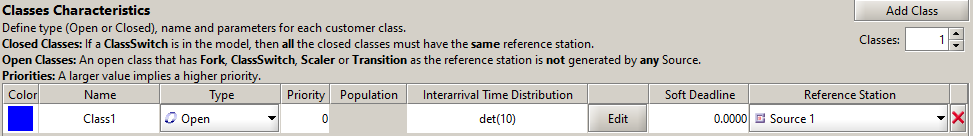 Classes Characteristics
Add Class
Define type (Open or Closed), name and parameters for each customer class.
Closed Classes: If a ClassSwitch is in the model, then all the closed classes must have the same reference station.
Classes: 1
Open Classes: An open class that has Fork, ClassSwitch, Scaler or Transition as the reference station is not generated by any Source.
Priorities: A larger value implies a higher priority.
Color Name Type Priority Population Interarrival Time Distribution Soft Deadline Reference Station
Class1 Open 0 det(10) Edit 0.0000 Source 1